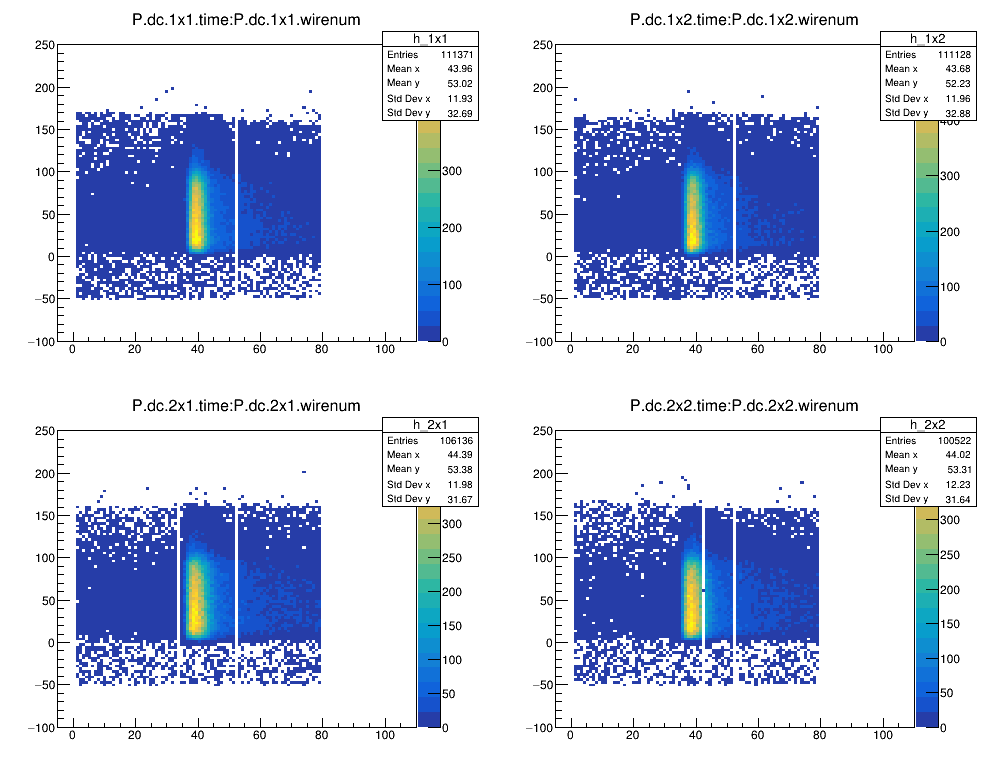 P.dc.1x1.time:P.dc.1x1.wirenum
h_1x1
Entries 111371
Mean x 43.96
Mean y 53.02
Std Dev x 11.93
Std Dev y 32.69
250
200
150
100
50
0
−50
−100
0 20 40 60 80 100
300
200
100
0
P.dc.1x2.time:P.dc.1x2.wirenum
h_1x2
Entries 111128
Mean x 43.68
Mean y 52.23
Std Dev x 11.96
Std Dev y 32.88
250
200
150
100
50
0
−50
−100
0 20 40 60 80 100
400
300
200
100
0
P.dc.2x1.time:P.dc.2x1.wirenum
h_2x1
Entries 106136
Mean x 44.39
Mean y 53.38
Std Dev x 11.98
Std Dev y 31.67
250
200
150
100
50
0
−50
−100
0 20 40 60 80 100
300
250
200
150
100
50
0
P.dc.2x2.time:P.dc.2x2.wirenum
h_2x2
Entries 100522
Mean x 44.02
Mean y 53.31
Std Dev x 12.23
Std Dev y 31.64
250
200
150
100
50
0
−50
−100
0 20 40 60 80 100
300
250
200
150
100
50
0